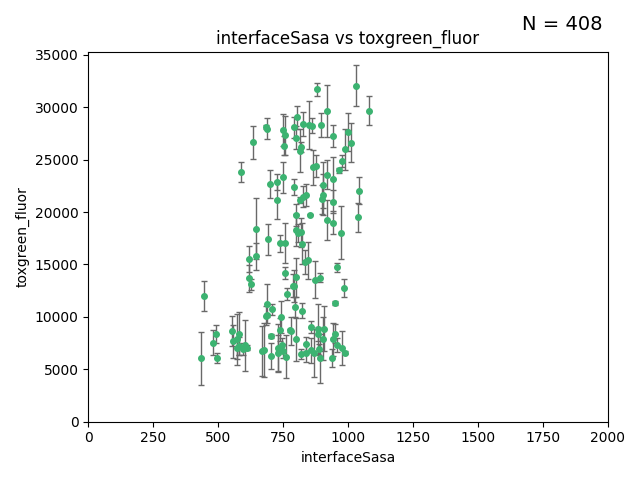 N = 408
interfaceSasa vs toxgreen_fluor
35000
30000
25000
20000
15000
10000
5000
0
toxgreen_fluor
0 250 500 750 1000 1250 1500 1750 2000
interfaceSasa